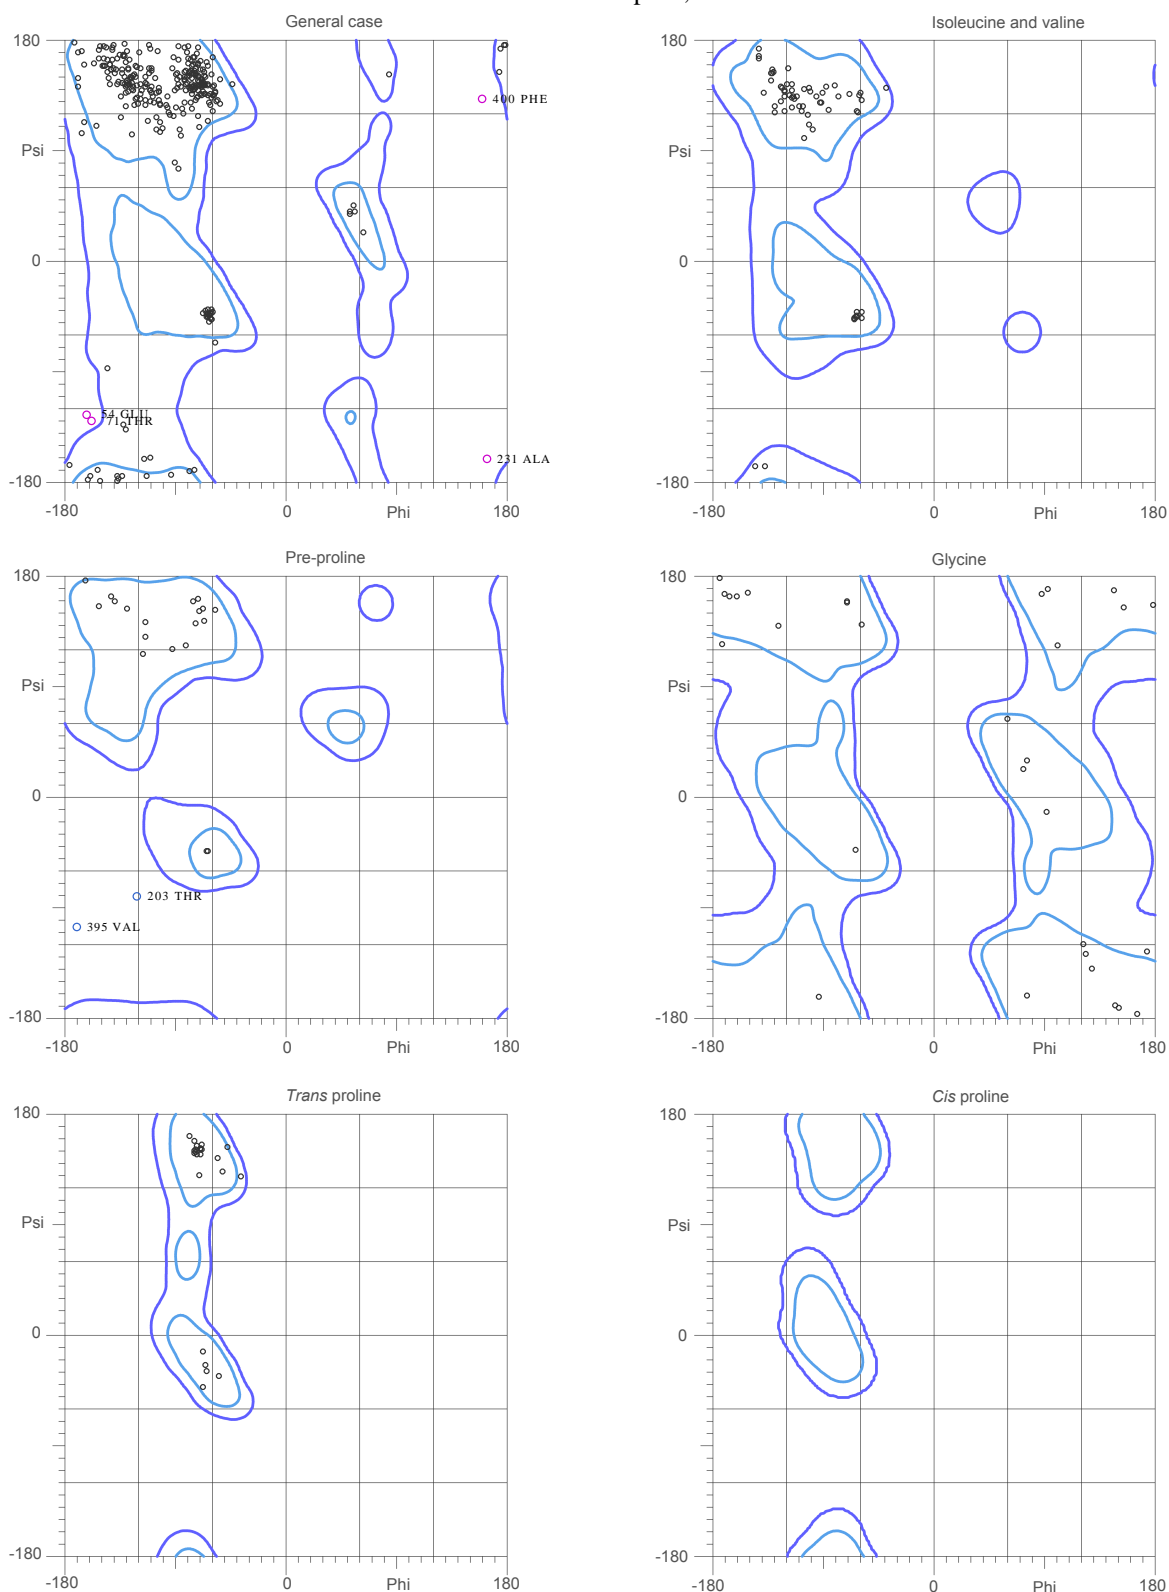 General case
180
Psi
0
-180
-180
0
Phi
180
400 PHE
54 GLU
71 THR
231 ALA
Isoleucine and valine
180
Psi
0
-180
-180
0
Phi
180
Pre-proline
180
Psi
0
-180
-180
0
Phi
180
203 THR
395 VAL
Glycine
180
Psi
0
-180
-180
0
Phi
180
Trans proline
180
Psi
0
-180
-180
0
Phi
180
Cis proline
180
Psi
0
-180
-180
0
Phi
180